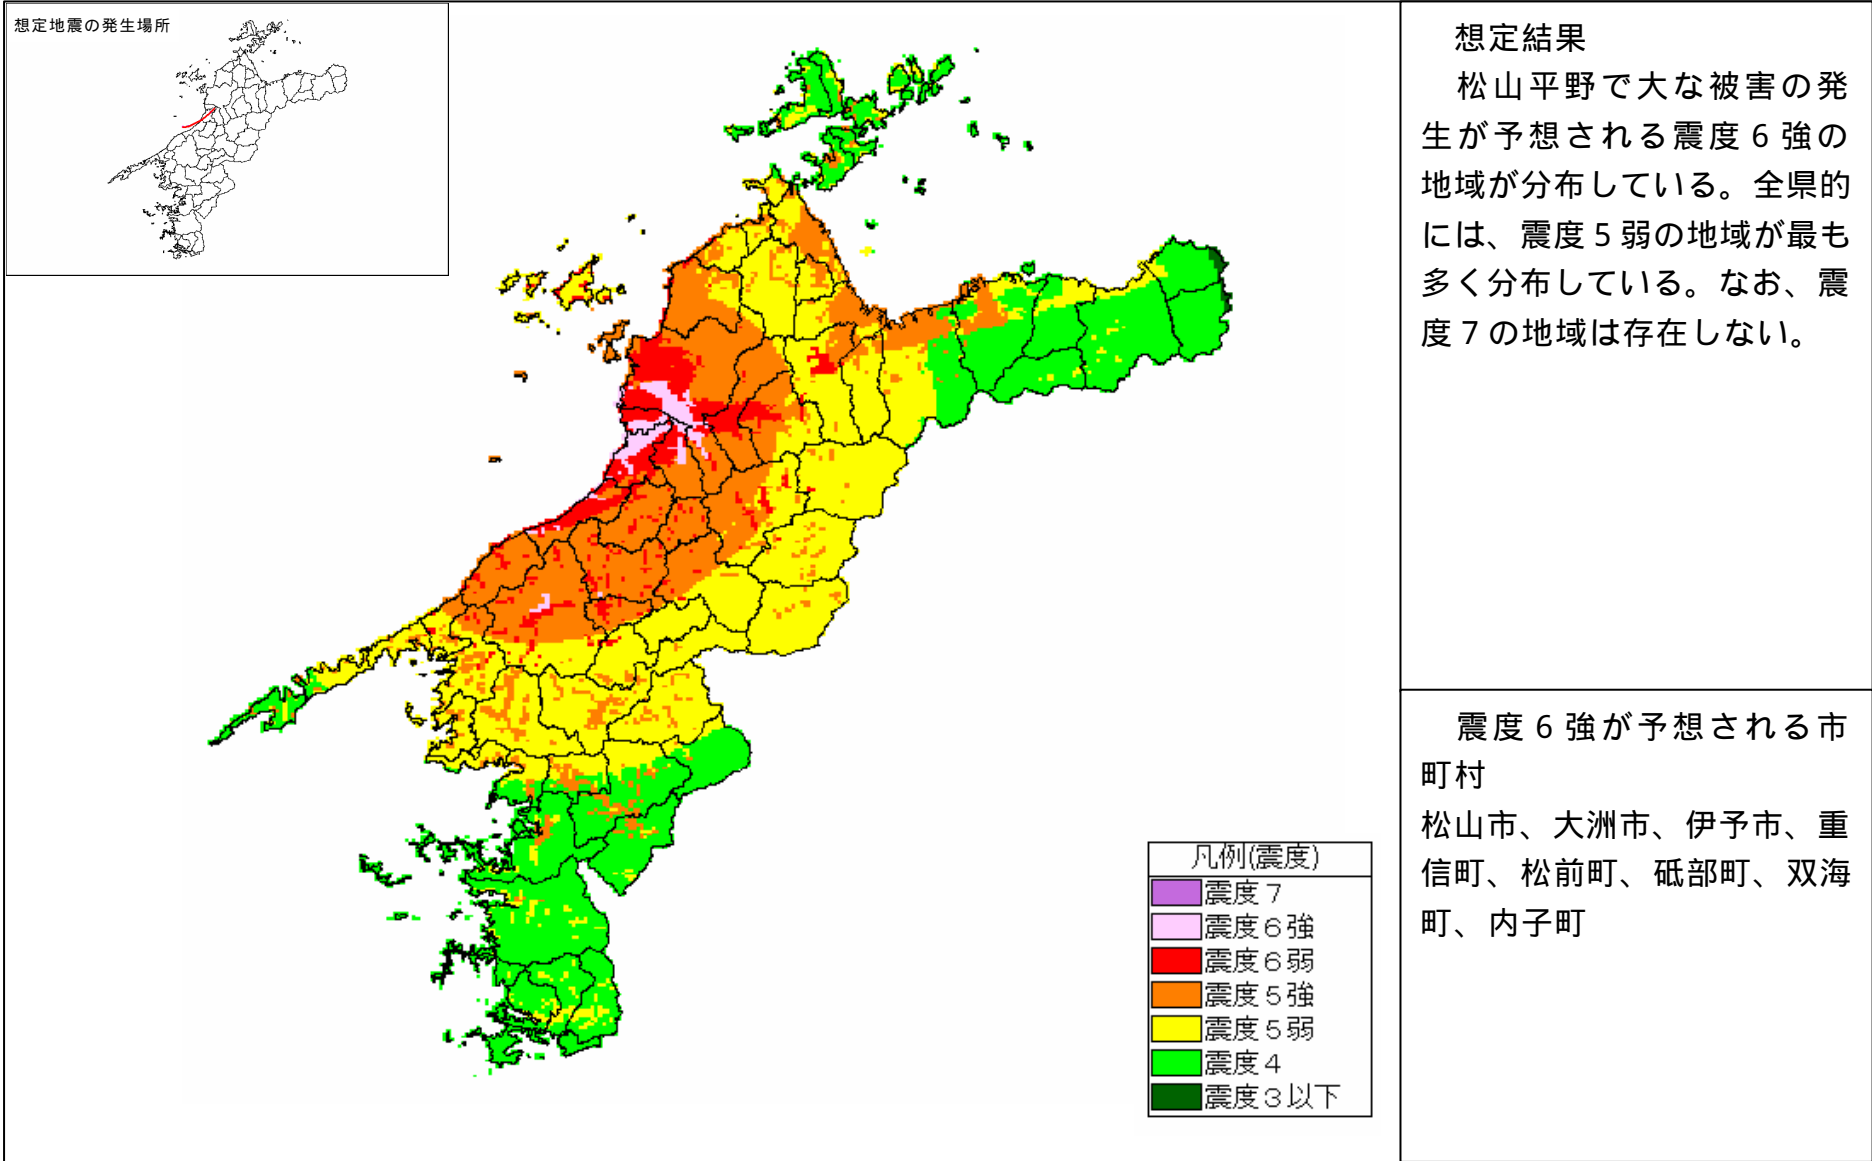 想定地震の発生場所
想定結果
松山平野で大な被害の発
生が予想される震度6強の
地域が分布している。全県的
には、震度5弱の地域が最も
多く分布している。なお、震
度7の地域は存在しない。
震度6強が予想される市
町村
松山市、大洲市、伊予市、重
信町、松前町、砥部町、双海
町、内子町
凡例(震度)
震度7
震度6強
震度6弱
震度5強
震度5弱
震度4
震度3以下